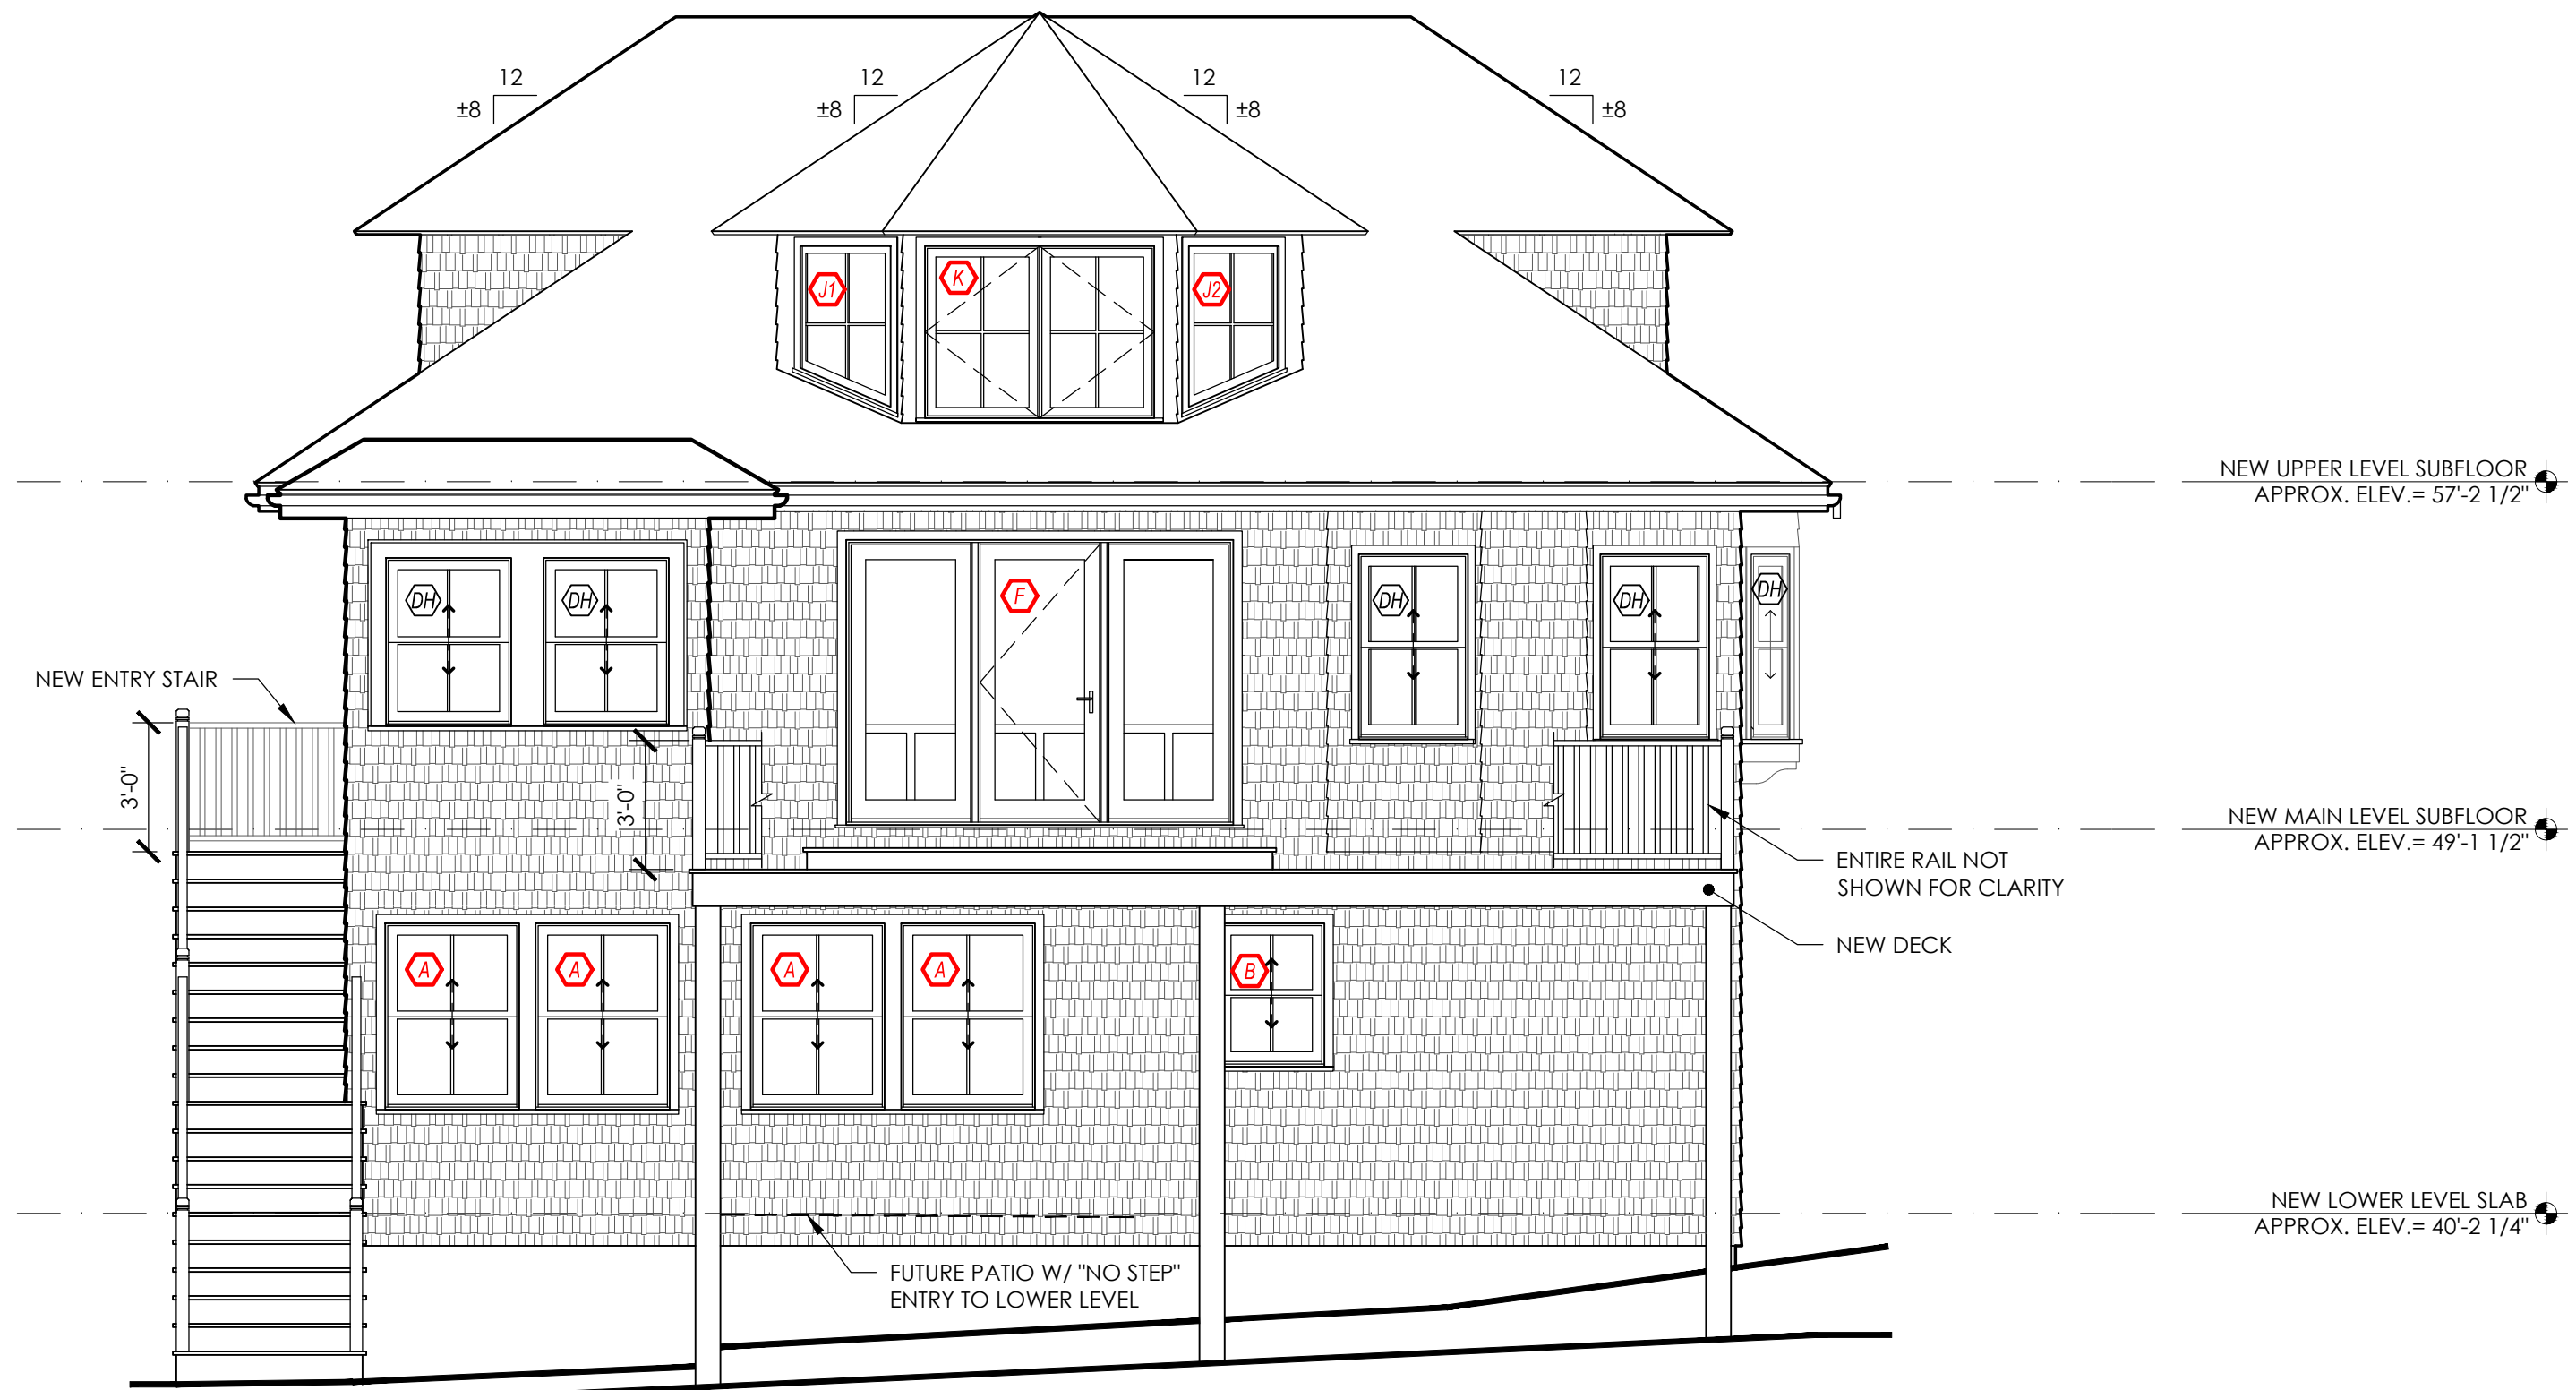 12
12
12
12
±8
±8
±8
±8
J1
K
J2
NEW UPPER LEVEL SUBFLOOR
APPROX. ELEV.= 57'-2 1/2"
DH
DH
F
DH
DH
DH
NEW ENTRY STAIR
3'-0"
3'-0"
NEW MAIN LEVEL SUBFLOOR
APPROX. ELEV.= 49'-1 1/2"
ENTIRE RAIL NOT
SHOWN FOR CLARITY
NEW DECK
A
A
A
A
B
NEW LOWER LEVEL SLAB
APPROX. ELEV.= 40'-2 1/4"
FUTURE PATIO W/ "NO STEP"
ENTRY TO LOWER LEVEL